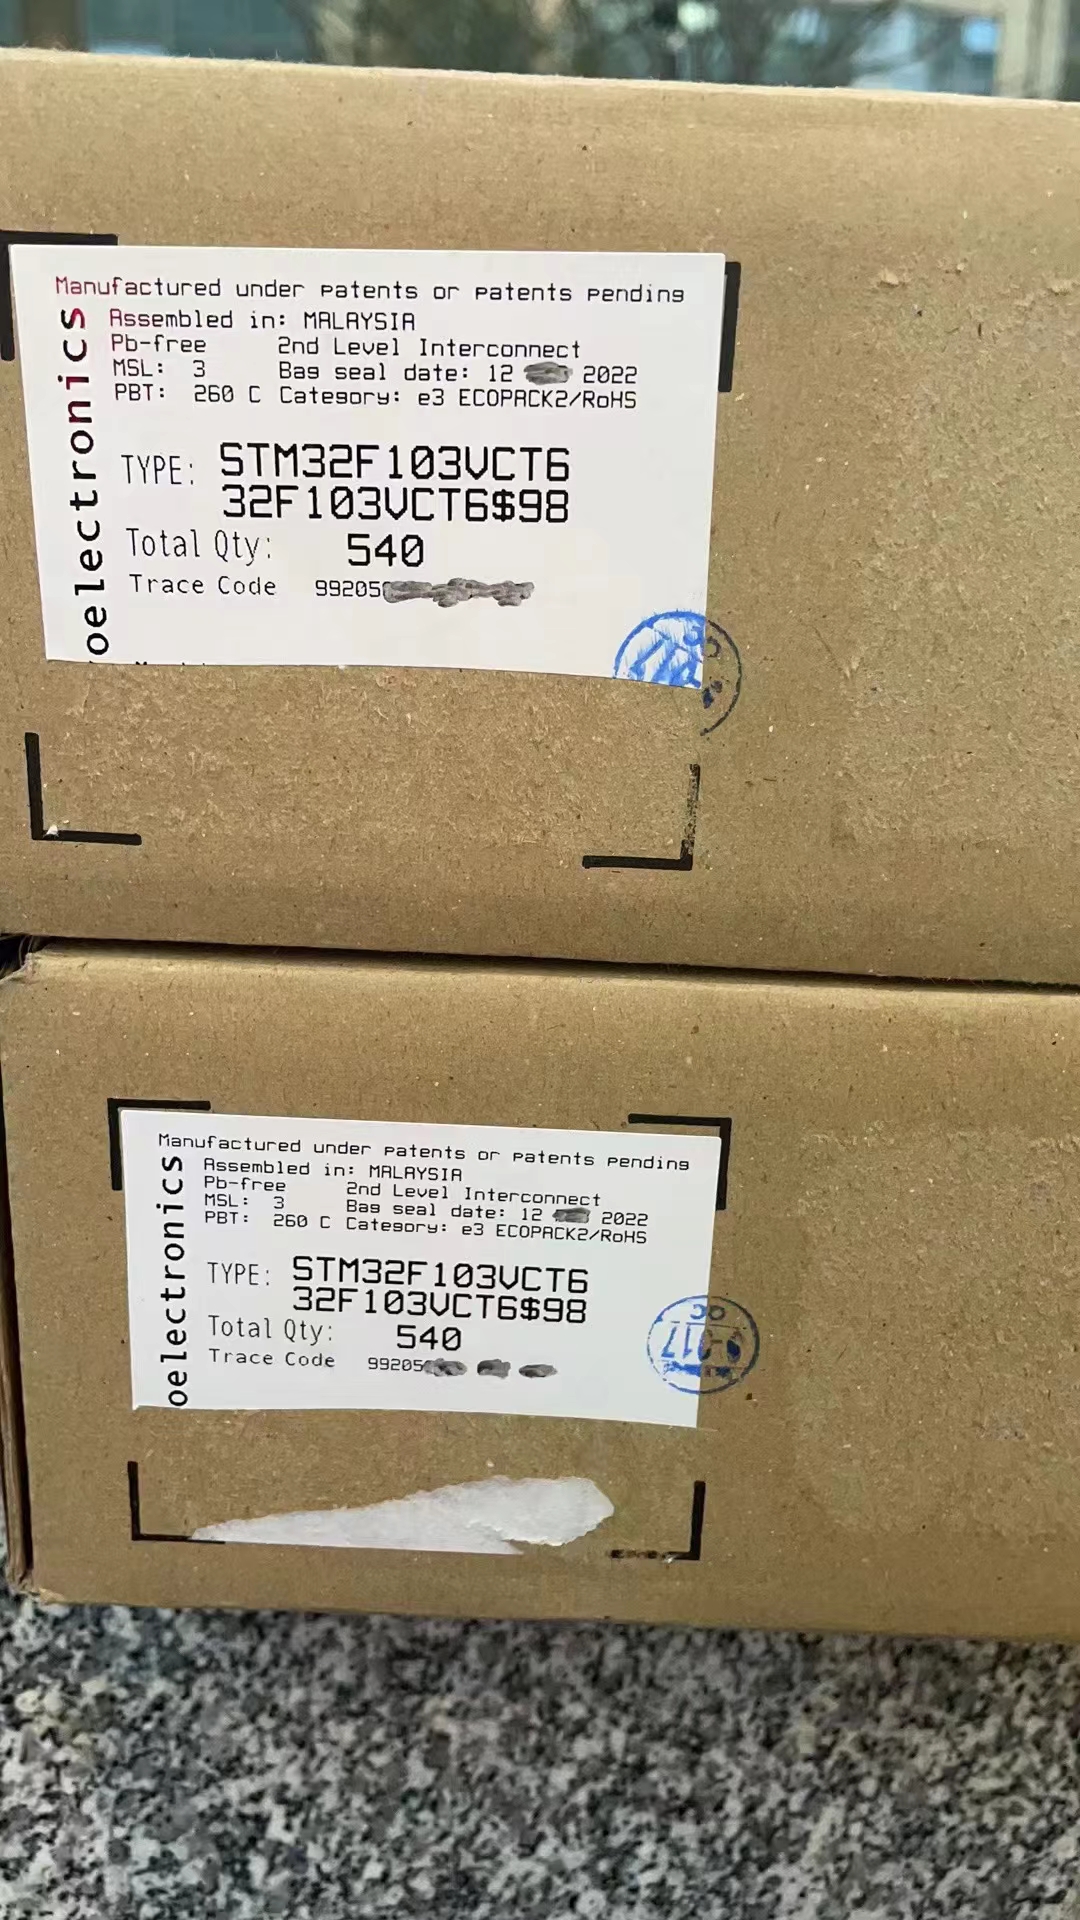 Manufactured under patents or patents pending
Assembled in: MALAYSIA
Pb-free 2nd Level Interconnect
MSL: 3 Bag seal date: 12 2022
PBT: 260 C Category: e3 ECOPACK2/RoHS
TYPE: STM32F103VCT6
32F103VCT6$98
Total Qty: 540
Trace Code 99205
oelectronics
Manufactured under patents or patents pending
Assembled in: MALAYSIA
Pb-free 2nd Level Interconnect
MSL: 3 Bag seal date: 12 2022
PBT: 260 C Category: e3 ECOPACK2/RoHS
TYPE: STM32F103VCT6
32F103VCT6$98
Total Qty: 540
Trace Code 99205
oelectronics
QC